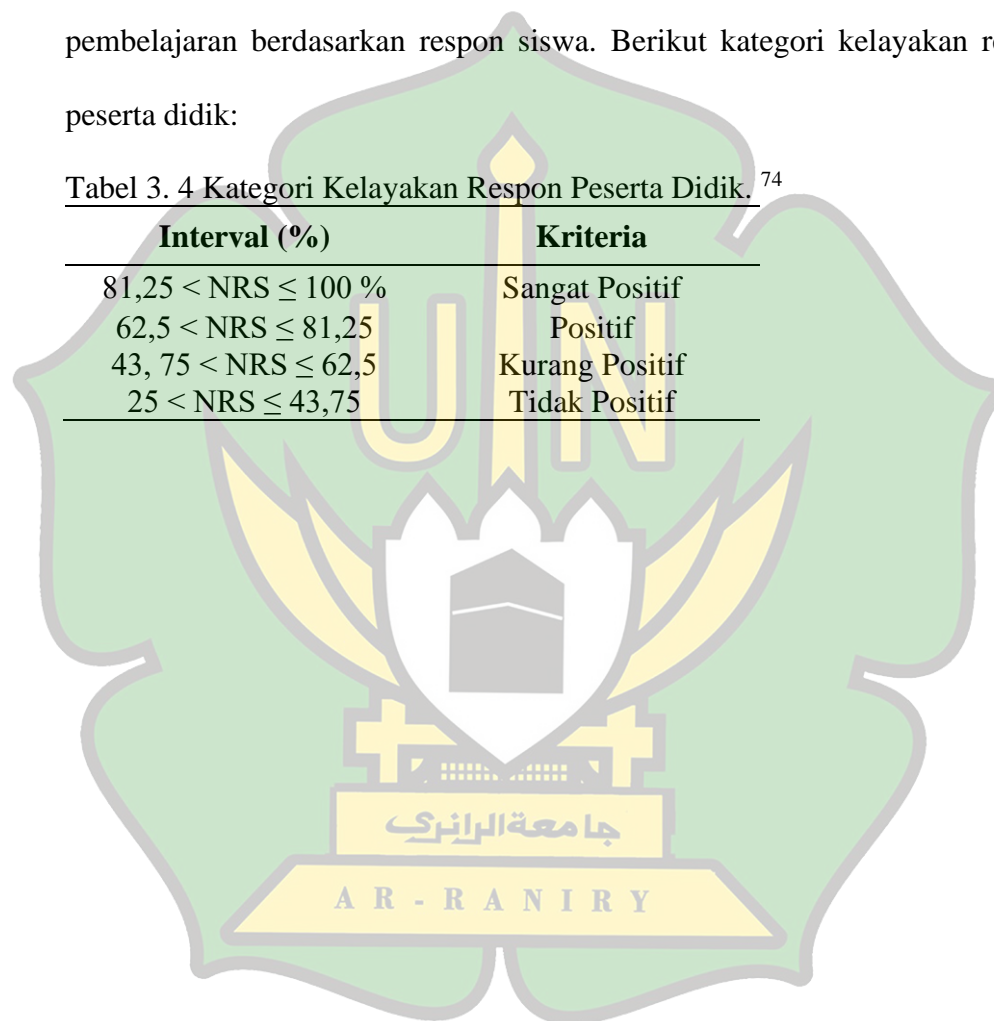 pembelajaran berdasarkan respon siswa. Berikut kategori kelayakan
peserta didik:
Tabel 3. 4 Kategori Kelayakan Respon Peserta Didik. 74
Interval (%) Kriteria
81,25 < NRS ≤ 100 % Sangat Positif
62,5 < NRS ≤ 81,25 Positif
43, 75 < NRS ≤ 62,5 Kurang Positif
25 < NRS ≤ 43,75 Tidak Positif
UIN
جامعة الرانري
AR-RANIRY